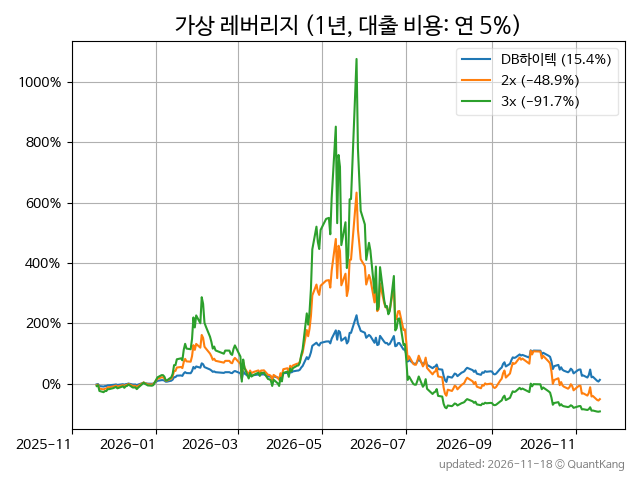 가상 레버리지 (1년, 대출 비용: 연 5%)
DB하이텍 (15.4%)
2x (−48.9%)
3x (−91.7%)
1000%
800%
600%
400%
200%
0%
2025-11 2026-01 2026-03 2026-05 2026-07 2026-09 2026-11
updated: 2026-11-18 © QuantKang